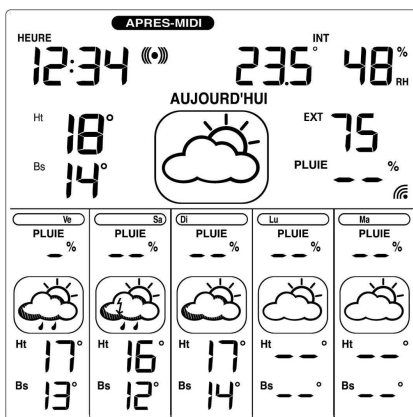 APRES-MIDI
HEURE INT
12:34 23.5° 48% RH
AUJOURD'HUI
Ht 18° EXT 75
Bs 14° PLUIE -- %
Ve Sa Di Lu Ma
PLUIE PLUIE PLUIE PLUIE PLUIE
-% --% --% --% --%
Ht 17° Ht 16° Ht 17° Ht --° Ht --°
Bs 13° Bs 12° Bs 14° Bs --° Bs --°